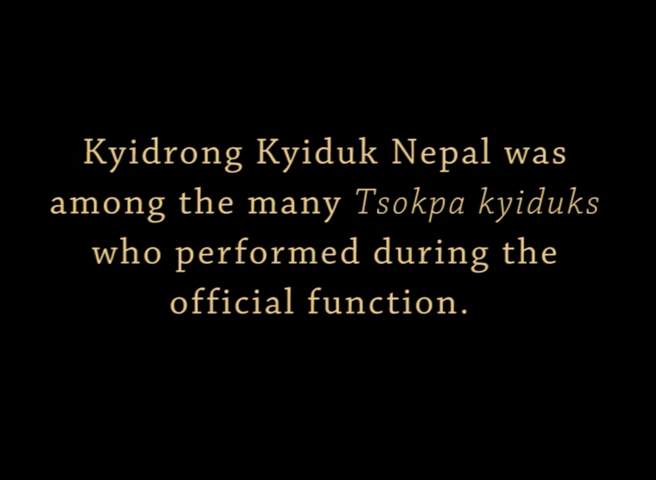 Kyidrong Kyiduk Nepal was
among the many Tsokpa kyiduks
who performed during the
official function.